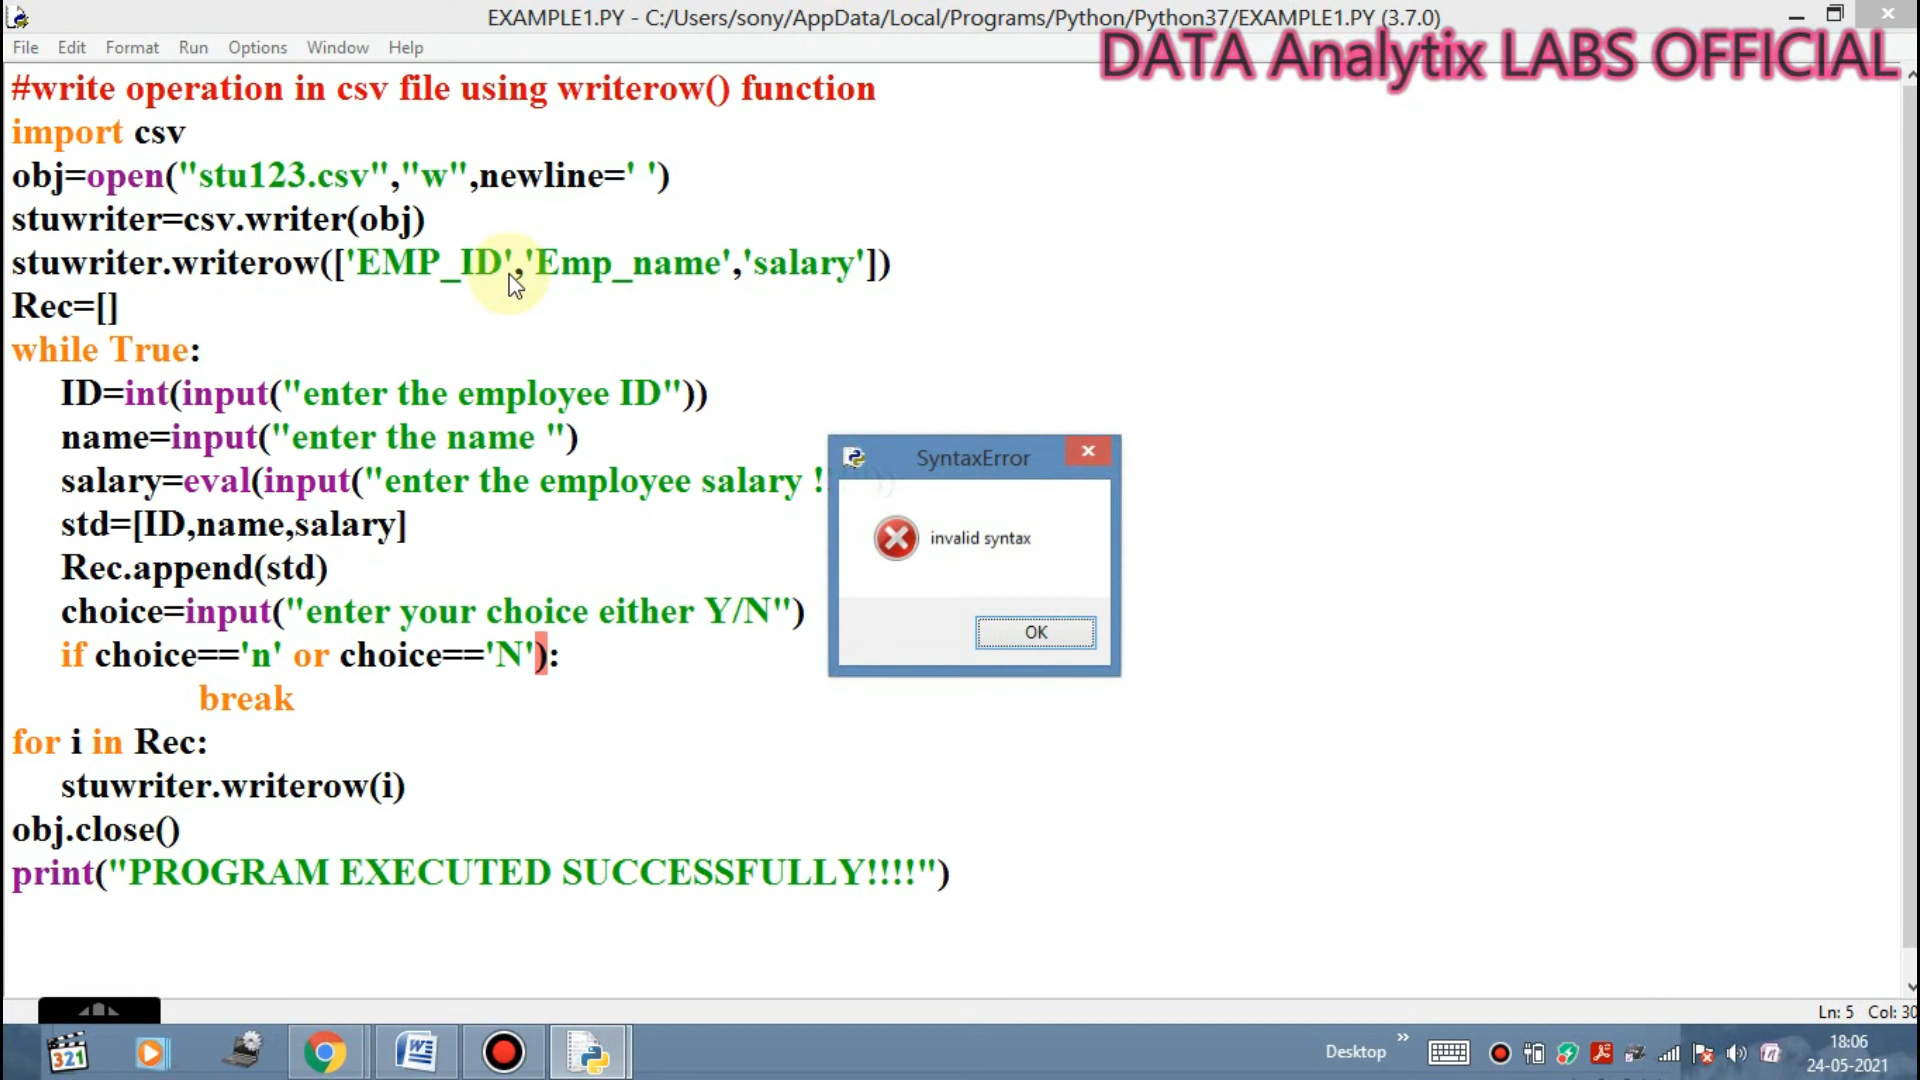 EXAMPLE1.PY - C:/Users/sony/AppData/Local/Programs/Python/Python37/EXAMPLE1.PY (3.7.0)
File Edit Format Run Options Window Help
DATA Analytix LABS OFFICIAL
#write operation in csv file using writerow() function
import csv
obj=open("stu123.csv","w",newline=' ')
stuwriter=csv.writer(obj)
stuwriter.writerow(['EMP_ID','Emp_name','salary'])
Rec=[]
while True:
ID=int(input("enter the employee ID"))
name=input("enter the name ")
salary=eval(input("enter the employee salary !
std=[ID,name,salary]
Rec.append(std)
choice=input("enter your choice either Y/N")
if choice=='n' or choice=='N'):
break
for i in Rec:
stuwriter.writerow(i)
obj.close()
print("PROGRAM EXECUTED SUCCESSFULLY!!!!")
SyntaxError
invalid syntax
OK
Ln: 5 Col: 30
321
Desktop
18:06
24-05-2021